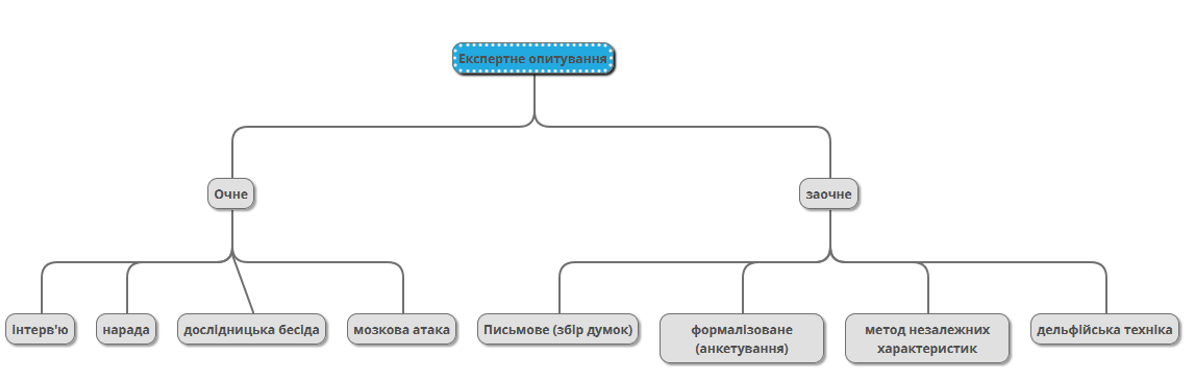 Експертне опитування
Очне
заочне
інтерв'ю
нарада
дослідницька бесіда
мозкова атака
Письмове (збір думок)
формалізоване
(анкетування)
метод незалежних
характеристик
дельфійська техніка